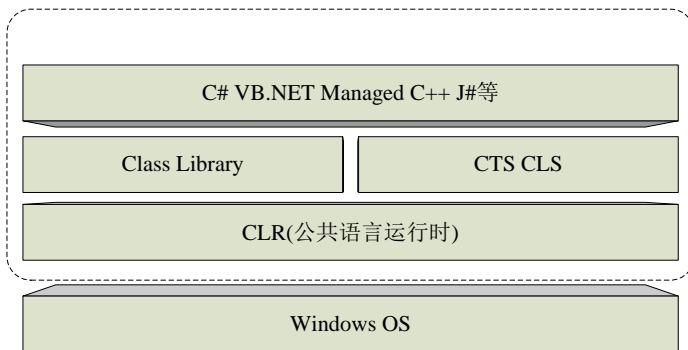 C# VB.NET Managed C++ J#等
Class Library
CTS CLS
CLR(公共语言运行时)
Windows OS